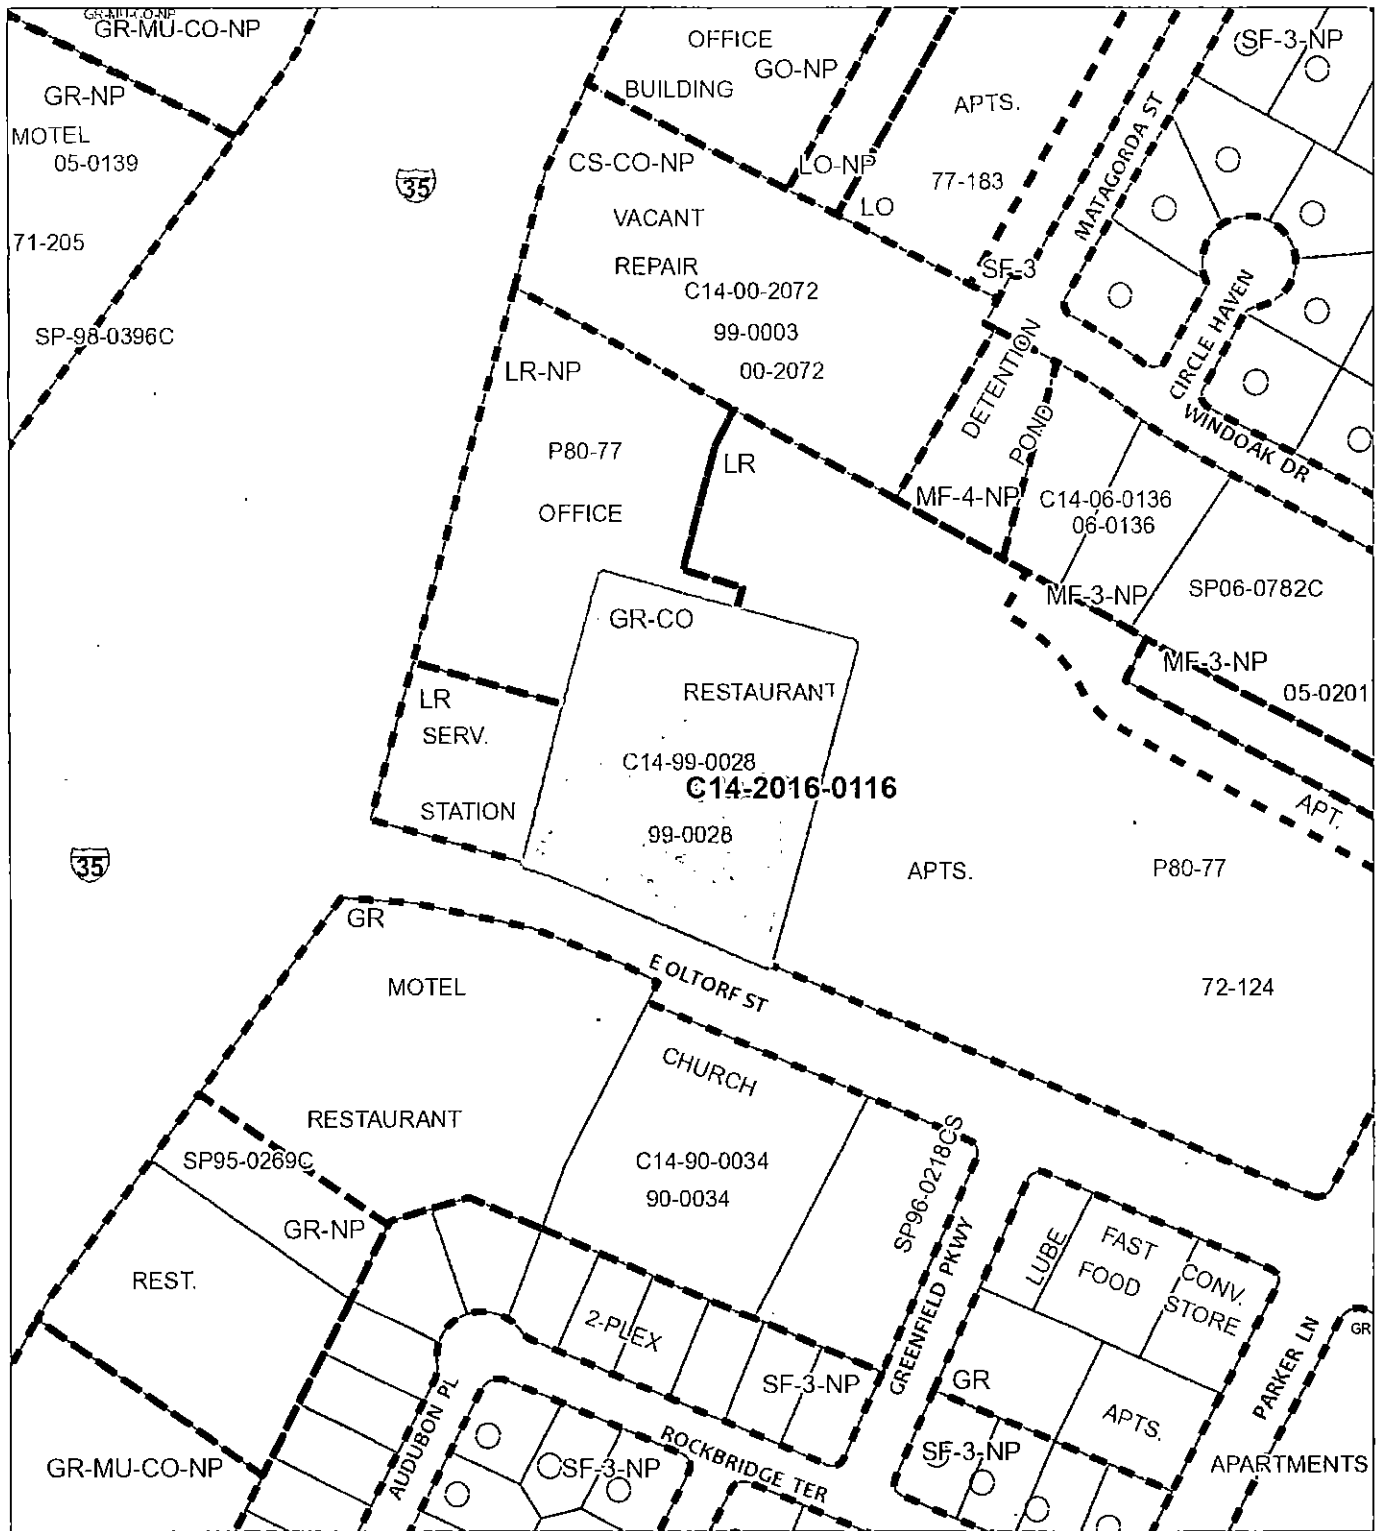 GR-MU-CO-NP
GR-MU-CO-NP
GR-NP
MOTEL
05-0139
71-205
SP-98-0396C
35
OFFICE
GO-NP
BUILDING
CS-CO-NP
LO-NP
VACANT
LO
REPAIR
C14-00-2072
99-0003
00-2072
APTS.
77-183
SF-3
MATAGORDA ST
SF-3-NP
CIRCLE HAVEN
WINDOAK DR
DETENTION
POND
MF-4-NP
C14-06-0136
06-0136
MF-3-NP
SP06-0782C
MF-3-NP
05-0201
APT.
LR-NP
P80-77
OFFICE
LR
GR-CO
RESTAURANT
C14-99-0028
C14-2016-0116
99-0028
LR
SERV.
STATION
35
APTS.
P80-77
72-124
E OLTORF ST
GR
MOTEL
RESTAURANT
SP95-0269C
GR-NP
REST.
GR-MU-CO-NP
CHURCH
C14-90-0034
90-0034
SP96-0218CS
GREENFIELD PKWY
2-PLEX
SF-3-NP
AUDUBON PL
SF-3-NP
ROCKBRIDGE TER
LUBE
FAST
FOOD
CONV.
STORE
GR
APTS.
SF-3-NP
PARKER LN
GR
APARTMENTS